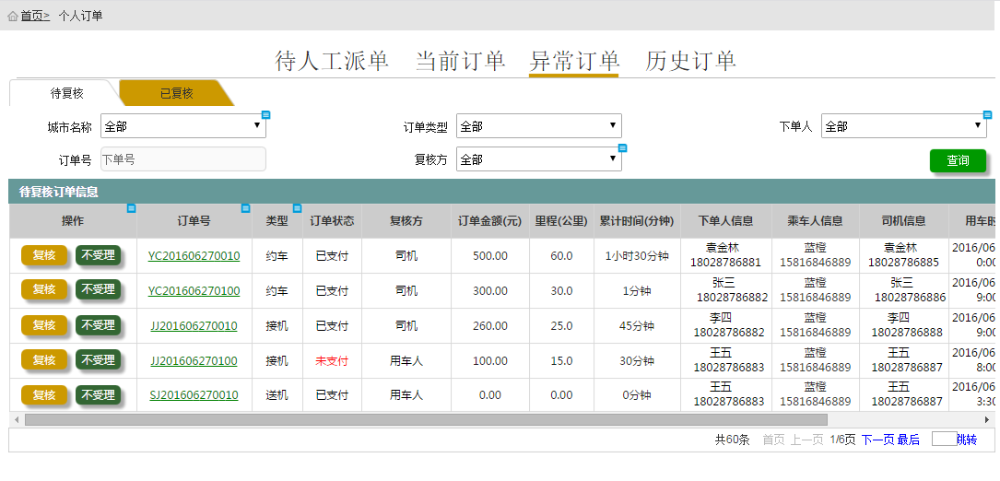 首页> 个人订单
待人工派单 当前订单 异常订单 历史订单
待复核 已复核
城市名称 全部 订单类型 全部 下单人 全部
订单号 下单号 复核方 全部 查询
待复核订单信息
操作 订单号 类型 订单状态 复核方 订单金额(元) 里程(公里) 累计时间(分钟) 下单人信息 乘车人信息 司机信息 用车时
复核 不受理 YC201606270010 约车 已支付 司机 500.00 60.0 1小时30分钟 袁金林 18028786881 蓝橙 15816846889 袁金林 18028786885 2016/06 0:00
复核 不受理 YC201606270100 约车 已支付 司机 300.00 30.0 1分钟 张三 18028786882 蓝橙 15816846889 张三 18028786886 2016/06 9:00
复核 不受理 JJ201606270010 接机 已支付 司机 260.00 25.0 45分钟 李四 18028786882 蓝橙 15816846889 李四 18028786888 2016/06 9:00
复核 不受理 JJ201606270100 接机 未支付 用车人 100.00 15.0 30分钟 王五 18028786883 蓝橙 15816846889 王五 18028786887 2016/06 8:00
复核 不受理 SJ201606270010 送机 已支付 用车人 0.00 0.00 0分钟 王五 18028786883 蓝橙 15816846889 王五 18028786887 2016/06 3:30
共60条 首页 上一页 1/6页 下一页 最后 跳转